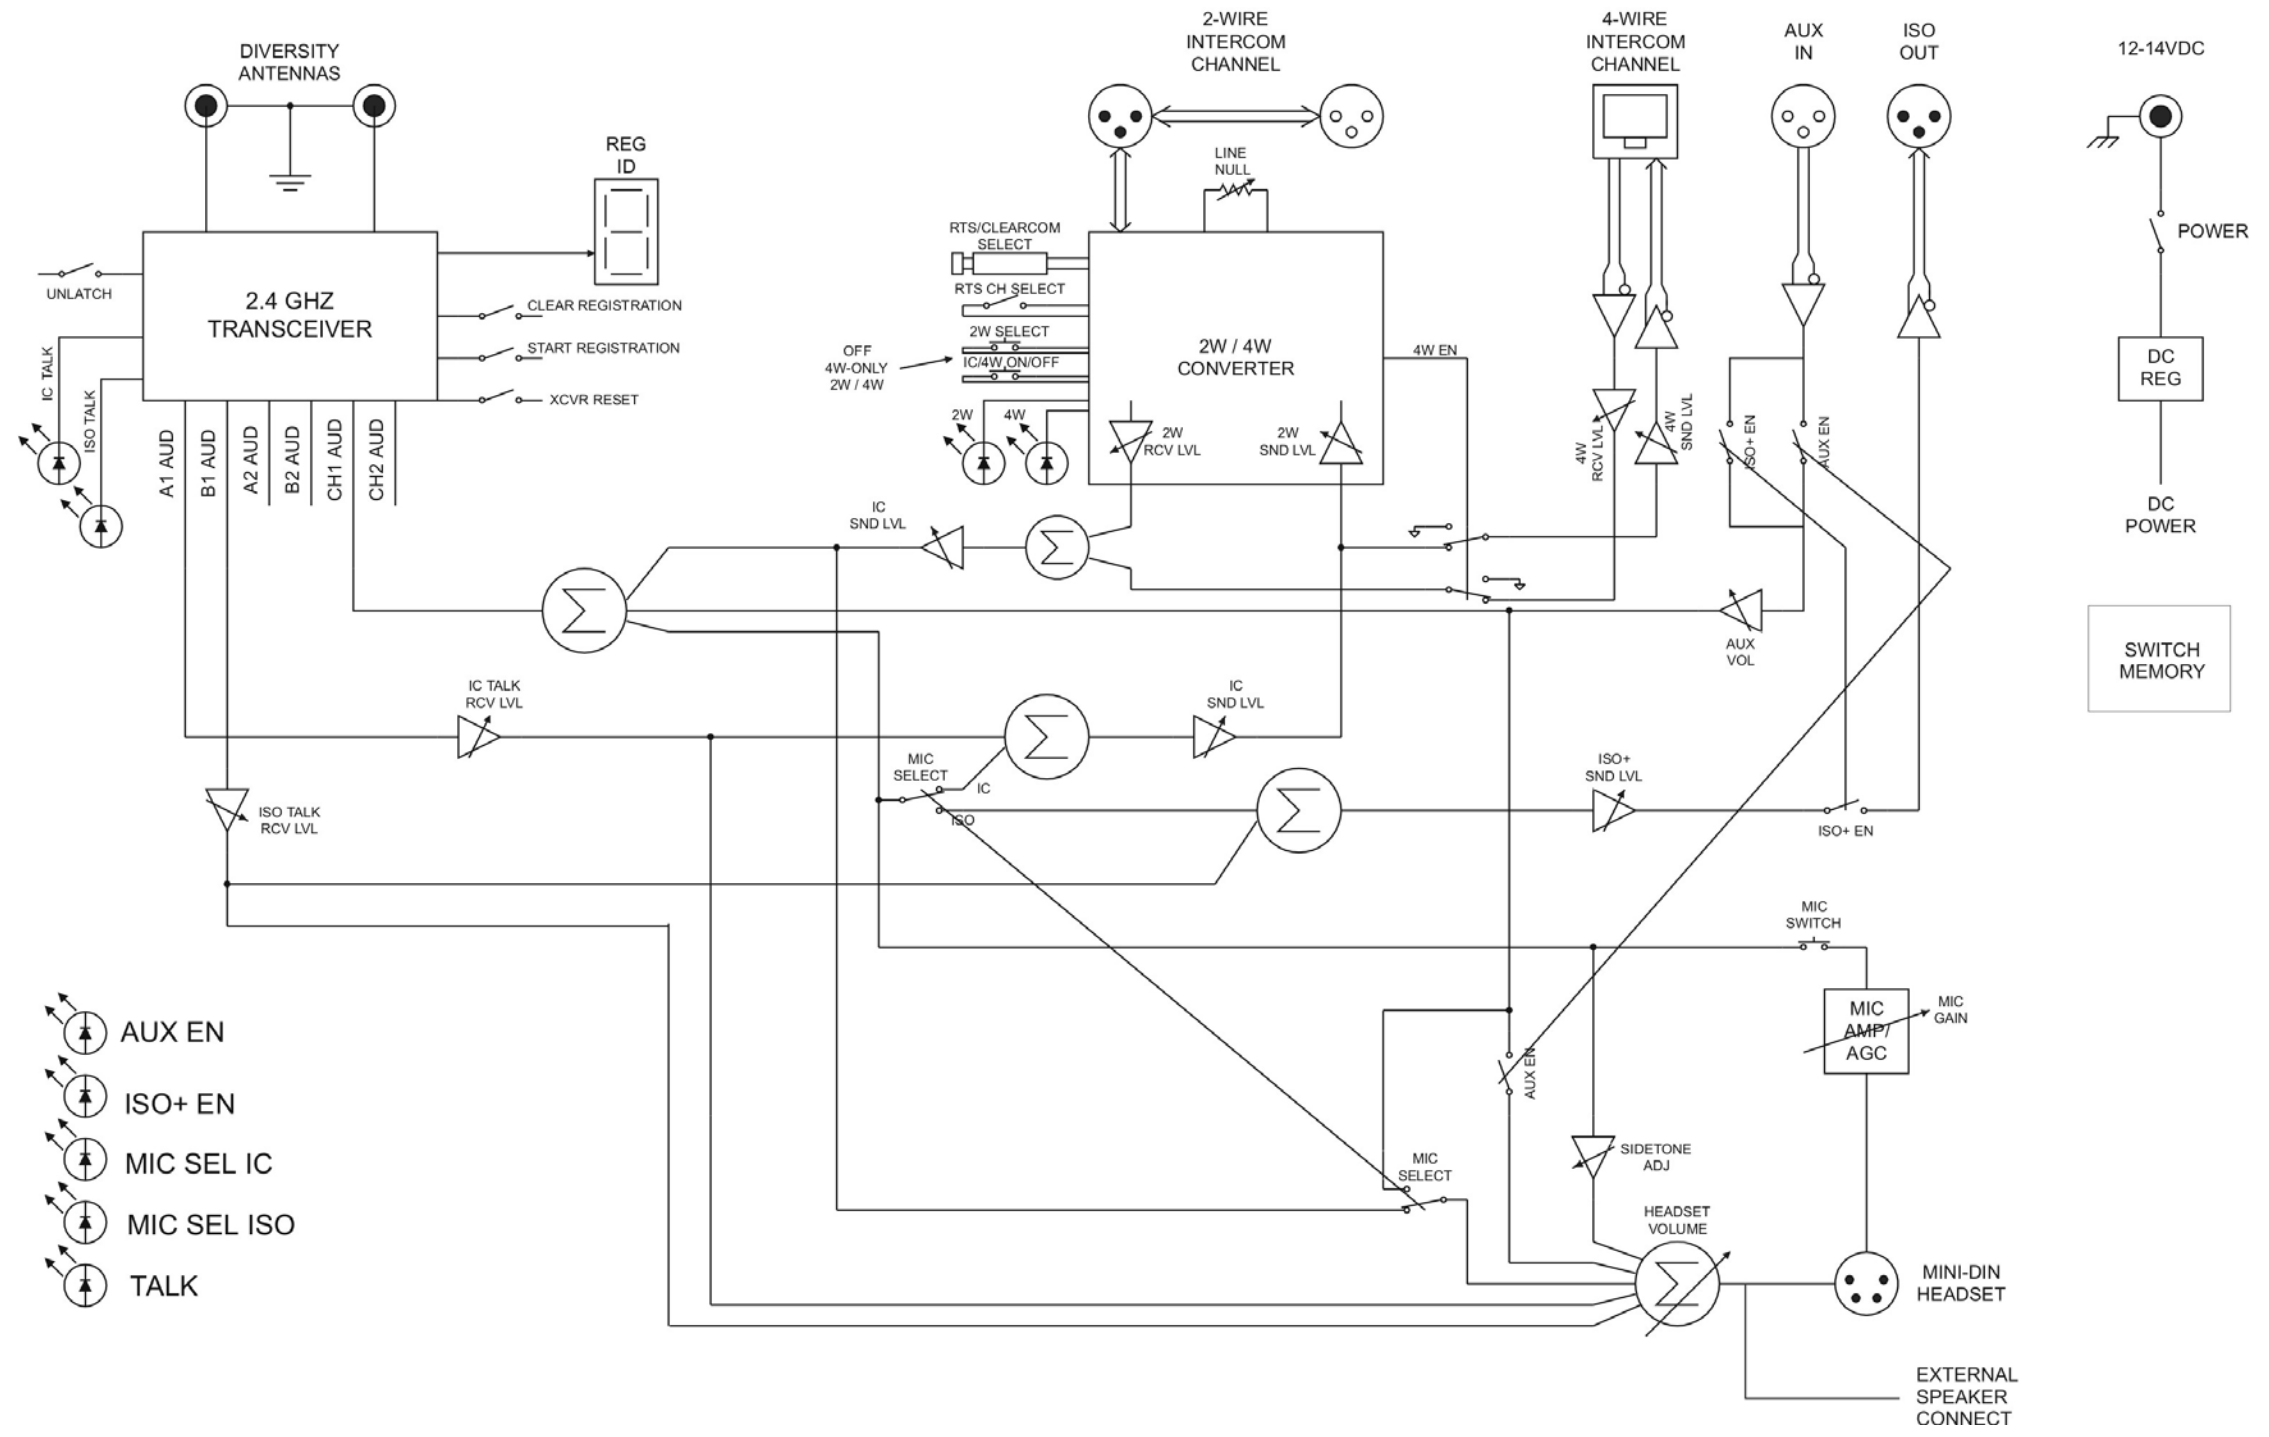 DIVERSITY
ANTENNAS
2-WIRE
INTERCOM
CHANNEL
4-WIRE
INTERCOM
CHANNEL
AUX
IN
ISO
OUT
12-14VDC
REG
ID
LINE
NULL
POWER
UNLATCH
2.4 GHZ
TRANSCEIVER
CLEAR REGISTRATION
START REGISTRATION
XCVR RESET
IC TALK
ISO TALK
A1 AUD
B1 AUD
A2 AUD
B2 AUD
CH1 AUD
CH2 AUD
RTS/CLEARCOM
SELECT
RTS CH SELECT
2W SELECT
IC/4W ON/OFF
OFF
4W-ONLY
2W / 4W
2W
4W
2W / 4W
CONVERTER
2W
RCV LVL
2W
SND LVL
4W EN
4W
RCV LVL
4W
SND LVL
ISO+ EN
AUX EN
DC
REG
DC
POWER
IC
SND LVL
AUX
VOL
SWITCH
MEMORY
IC TALK
RCV LVL
IC
SND LVL
MIC
SELECT
IC
ISO
ISO TALK
RCV LVL
ISO+
SND LVL
ISO+ EN
MIC
SWITCH
MIC
AMP/
AGC
MIC
GAIN
AUX EN
SIDETONE
ADJ
MIC
SELECT
HEADSET
VOLUME
MINI-DIN
HEADSET
EXTERNAL
SPEAKER
CONNECT
AUX EN
ISO+ EN
MIC SEL IC
MIC SEL ISO
TALK